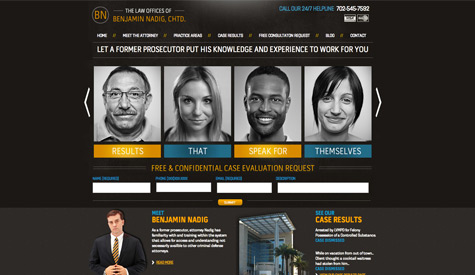 BN
THE LAW OFFICES OF
BENJAMIN NADIG, CHTD.
CALL OUR 24/7 HELPLINE 702-545-7592
HOME // MEET THE ATTORNEY // PRACTICE AREAS // CASE RESULTS // FREE CONSULTATION REQUEST // BLOG // CONTACT
LET A FORMER PROSECUTOR PUT HIS KNOWLEDGE AND EXPERIENCE TO WORK FOR YOU
RESULTS THAT SPEAK FOR THEMSELVES
FREE & CONFIDENTIAL CASE EVALUATION REQUEST
NAME (REQUIRED) PHONE EMAIL (REQUIRED) DESCRIPTION
SUBMIT
MEET
BENJAMIN NADIG
As a former prosecutor, attorney Nadig has
familiarity with and training within the system
that allows for access and understanding not
necessarily available to other criminal defense
attorneys.
READ MORE
SEE OUR
CASE RESULTS
Arrested by LVMPD for Felony
Possession of a Controlled Substance.
CASE DISMISSED
While on vacation from out of town,
Client thought a cocktail waitress
had stolen from him.
CASE DISMISSED